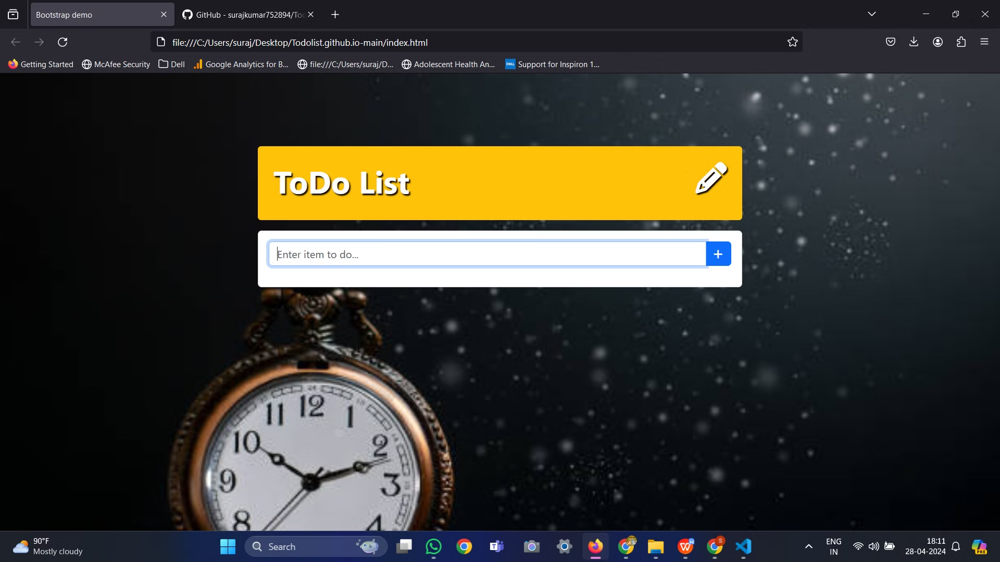 Bootstrap demo
GitHub - surajkumar752894/Tod
file:///C:/Users/suraj/Desktop/Todolist.github.io-main/index.html
Getting Started McAfee Security Dell Google Analytics for B... file:///C:/Users/suraj/D... Adolescent Health An... DELL Support for Inspiron 1...
ToDo List
Enter item to do...
+
12
11 1
10 2
9 3
8 4
90°F
Mostly cloudy
Search
T
W
S
ENG
IN
18:11
28-04-2024
PRE